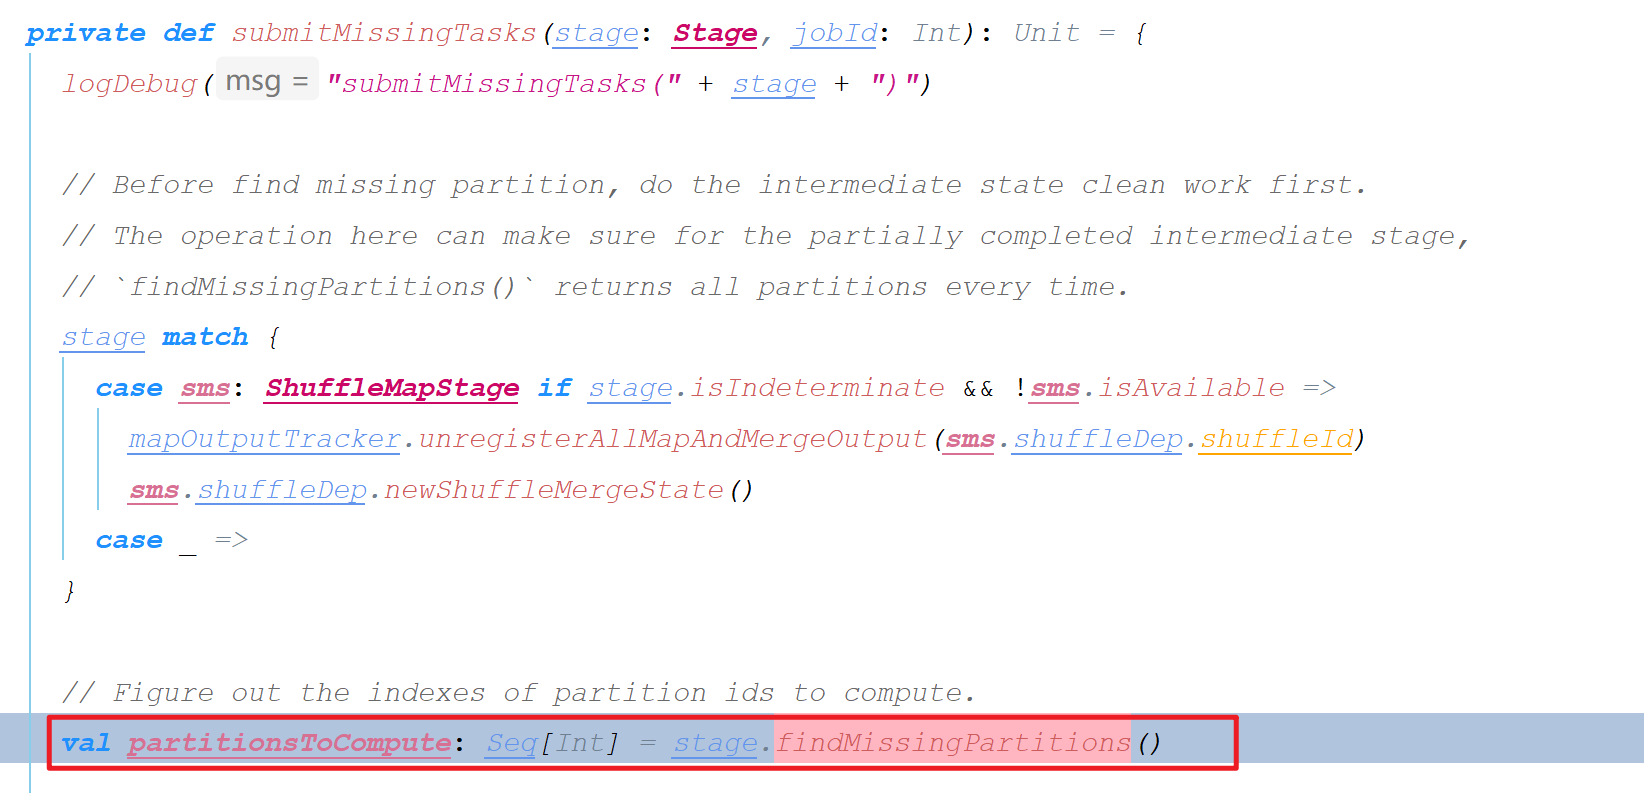 private def submitMissingTasks(stage: Stage, jobId: Int): Unit = {
logDebug( msg = "submitMissingTasks(" + stage + ")")
// Before find missing partition, do the intermediate state clean work first.
// The operation here can make sure for the partially completed intermediate stage,
// `findMissingPartitions()` returns all partitions every time.
stage match {
case sms: ShuffleMapStage if stage.isIndeterminate && !sms.isAvailable =>
mapOutputTracker.unregisterAllMapAndMergeOutput(sms.shuffleDep.shuffleId)
sms.shuffleDep.newShuffleMergeState()
case _ =>
}
// Figure out the indexes of partition ids to compute.
val partitionsToCompute: Seq[Int] = stage.findMissingPartitions()